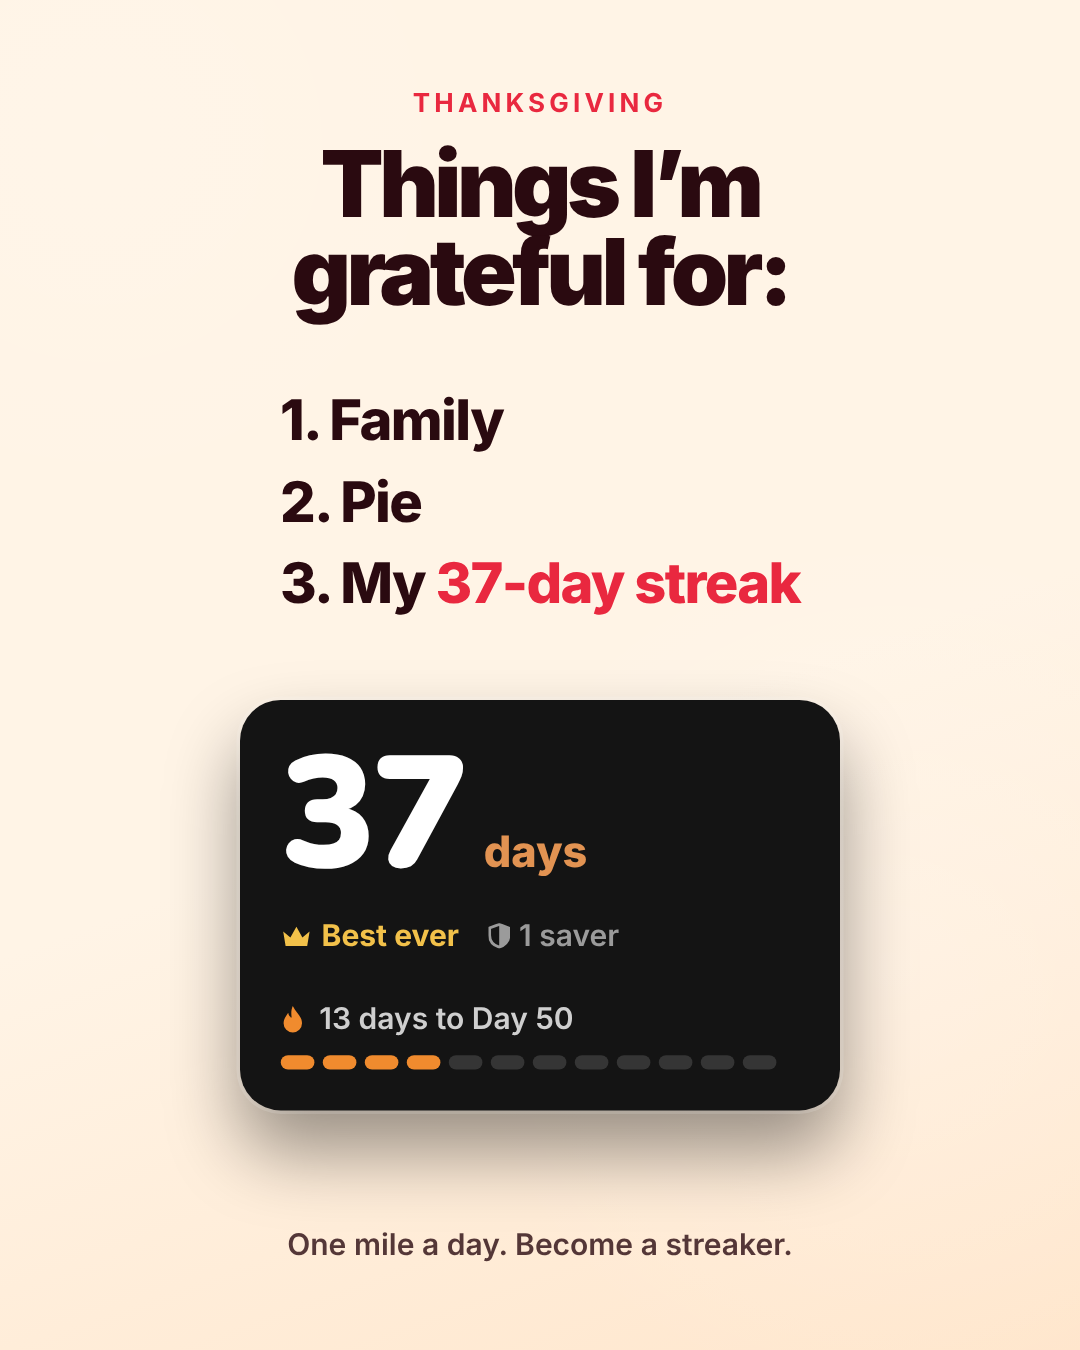 THANKSGIVING
Things I’m
grateful for:
1. Family
2. Pie
3. My 37-day streak
37 days
Best ever 1 saver
13 days to Day 50
One mile a day. Become a streaker.